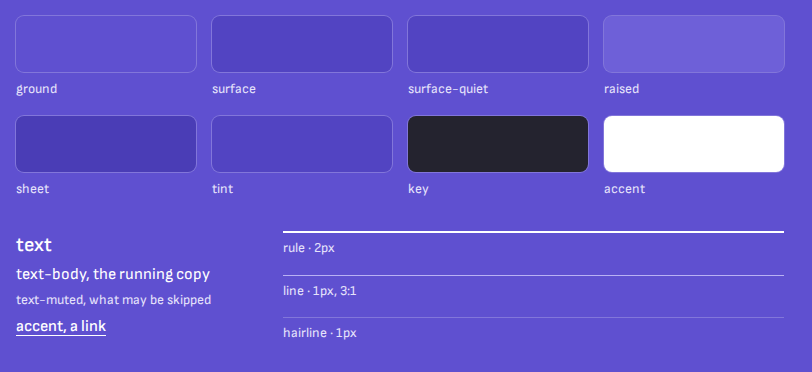 ground
surface
surface-quiet
raised
sheet
tint
key
accent
text
text-body, the running copy
text-muted, what may be skipped
accent, a link
rule · 2px
line · 1px, 3:1
hairline · 1px